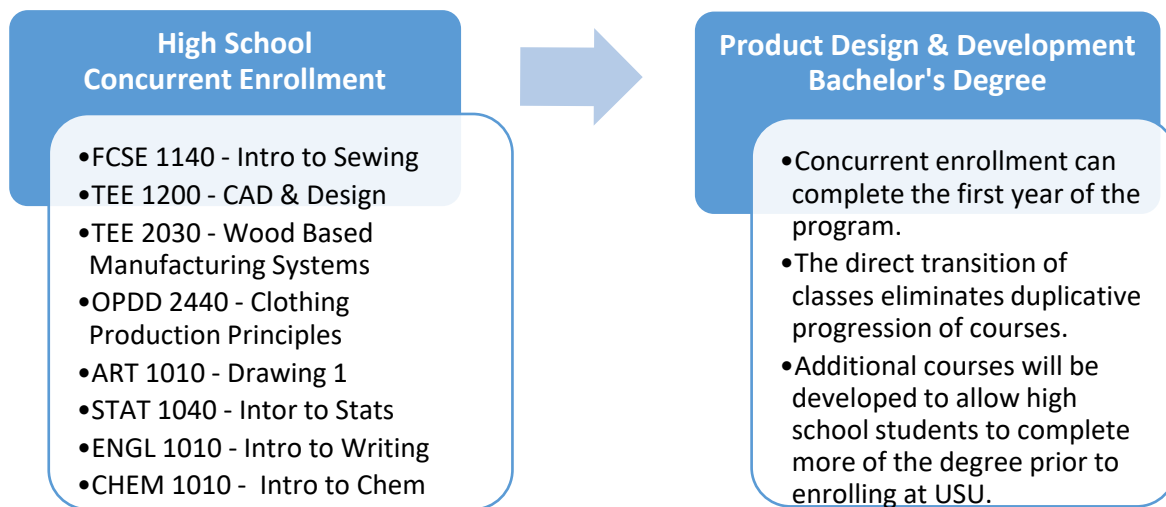 High School
Concurrent Enrollment
•FCSE 1140 - Intro to Sewing
•TEE 1200 - CAD & Design
•TEE 2030 - Wood Based
Manufacturing Systems
•OPDD 2440 - Clothing
Production Principles
•ART 1010 - Drawing 1
•STAT 1040 - Intor to Stats
•ENGL 1010 - Intro to Writing
•CHEM 1010 -  Intro to Chem
Product Design & Development
Bachelor's Degree
•Concurrent enrollment can
complete the first year of the
program.
•The direct transition of
classes eliminates duplicative
progression of courses.
•Additional courses will be
developed to allow high
school students to complete
more of the degree prior to
enrolling at USU.